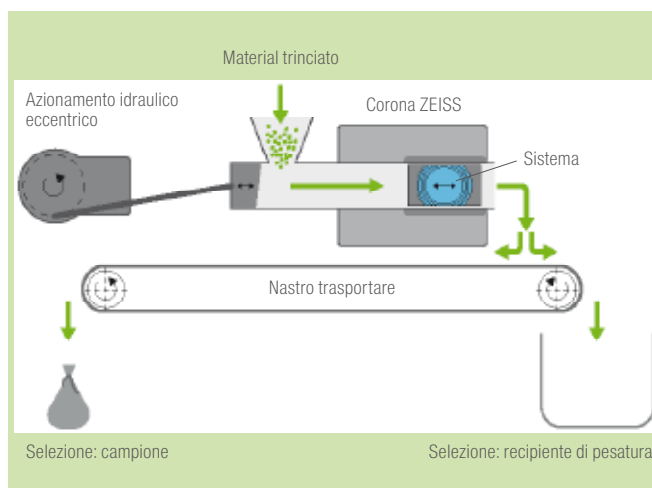 Material trinciato
Azionamento idraulico
eccentrico
Corona ZEISS
Sistema
Nastro trasportare
Selezione: campione
Selezione: recipiente di pesatura